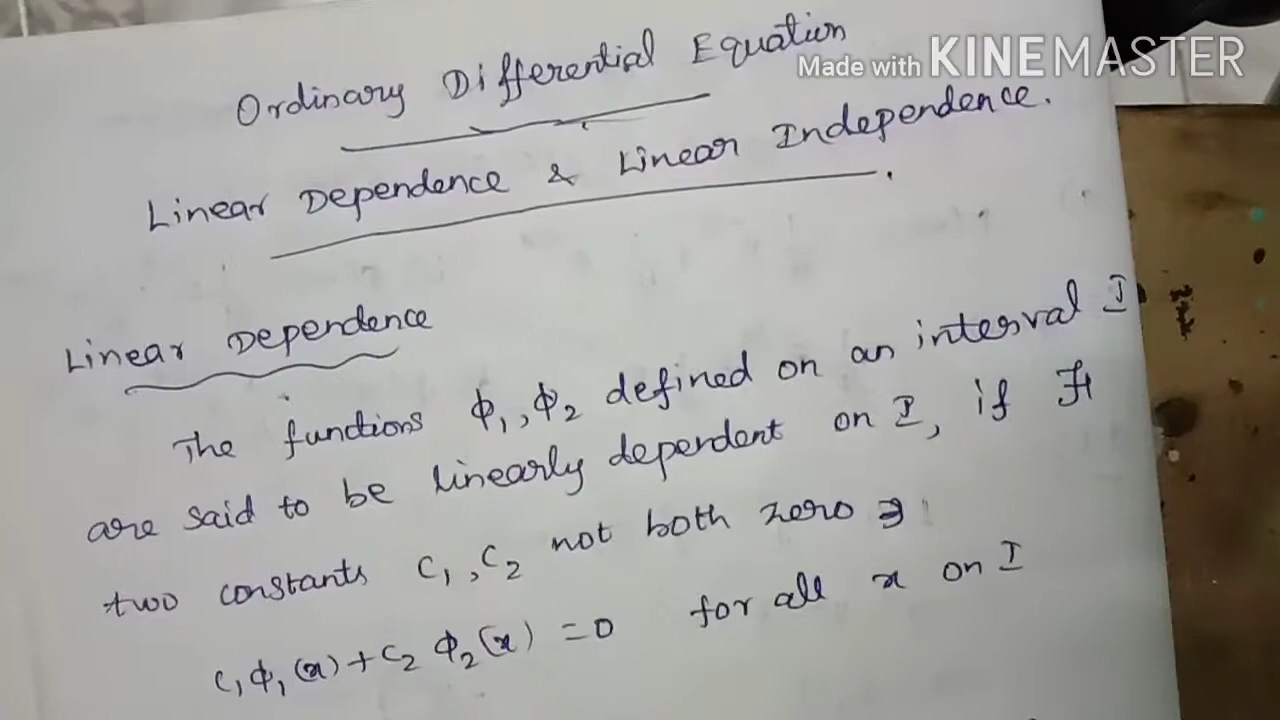 Ordinary Differential Equation
Made with KINEMASTER
Linear Dependence & Linear Independence.
Linear Dependence
The functions ϕ₁, ϕ₂ defined on an interval I
are said to be linearly dependent on I, if ∃
two constants C₁, C₂ not both zero ∋
C₁ϕ₁(x) + C₂ ϕ₂(x) = 0 for all x on I